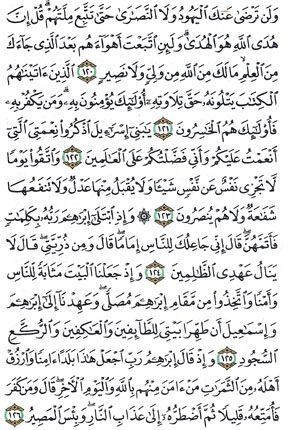 وَلَن تَرْضَىٰ عَنكَ ٱلْيَهُودُ وَلَا ٱلنَّصَٰرَىٰ حَتَّىٰ تَتَّبِعَ مِلَّتَهُمْ ۗ قُلْ إِنَّ
هُدَى ٱللَّهِ هُوَ ٱلْهُدَىٰ ۗ وَلَئِنِ ٱتَّبَعْتَ أَهْوَآءَهُم بَعْدَ ٱلَّذِى جَآءَكَ
مِنَ ٱلْعِلْمِ ۙ مَا لَكَ مِنَ ٱللَّهِ مِن وَلِىٍّ وَلَا نَصِيرٍ ١٢٠ ٱلَّذِينَ ءَاتَيْنَٰهُمُ
ٱلْكِتَٰبَ يَتْلُونَهُۥ حَقَّ تِلَاوَتِهِۦٓ أُو۟لَٰٓئِكَ يُؤْمِنُونَ بِهِۦ ۗ وَمَن يَكْفُرْ بِهِۦ
فَأُو۟لَٰٓئِكَ هُمُ ٱلْخَٰسِرُونَ ١٢١ يَٰبَنِىٓ إِسْرَٰٓءِيلَ ٱذْكُرُوا۟ نِعْمَتِىَ ٱلَّتِىٓ
أَنْعَمْتُ عَلَيْكُمْ وَأَنِّى فَضَّلْتُكُمْ عَلَى ٱلْعَٰلَمِينَ ١٢٢ وَٱتَّقُوا۟ يَوْمًا
لَّا تَجْزِى نَفْسٌ عَن نَّفْسٍ شَيْـًٔا وَلَا يُقْبَلُ مِنْهَا عَدْلٌ وَلَا تَنفَعُهَا
شَفَٰعَةٌ وَلَا هُمْ يُنصَرُونَ ١٢٣ ۞ وَإِذِ ٱبْتَلَىٰٓ إِبْرَٰهِـۧمَ رَبُّهُۥ بِكَلِمَٰتٍ
فَأَتَمَّهُنَّ ۖ قَالَ إِنِّى جَاعِلُكَ لِلنَّاسِ إِمَامًا ۖ قَالَ وَمِن ذُرِّيَّتِى ۖ قَالَ لَا
يَنَالُ عَهْدِى ٱلظَّٰلِمِينَ ١٢٤ وَإِذْ جَعَلْنَا ٱلْبَيْتَ مَثَابَةً لِّلنَّاسِ
وَأَمْنًا وَٱتَّخِذُوا۟ مِن مَّقَامِ إِبْرَٰهِـۧمَ مُصَلًّى ۖ وَعَهِدْنَآ إِلَىٰٓ إِبْرَٰهِـۧمَ
وَإِسْمَٰعِيلَ أَن طَهِّرَا بَيْتِىَ لِلطَّآئِفِينَ وَٱلْعَٰكِفِينَ وَٱلرُّكَّعِ
ٱلسُّجُودِ ١٢٥ وَإِذْ قَالَ إِبْرَٰهِـۧمُ رَبِّ ٱجْعَلْ هَٰذَا بَلَدًا ءَامِنًا وَٱرْزُقْ
أَهْلَهُۥ مِنَ ٱلثَّمَرَٰتِ مَنْ ءَامَنَ مِنْهُم بِٱللَّهِ وَٱلْيَوْمِ ٱلْـَٔاخِرِ ۖ قَالَ وَمَن كَفَرَ
فَأُمَتِّعُهُۥ قَلِيلًا ثُمَّ أَضْطَرُّهُۥٓ إِلَىٰ عَذَابِ ٱلنَّارِ ۖ وَبِئْسَ ٱلْمَصِيرُ ١٢٦